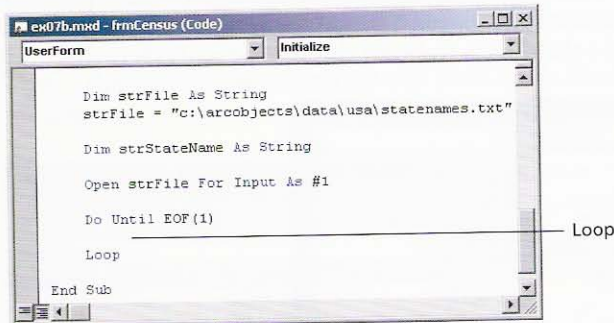 ex07b.mxd - frmCensus (Code)
UserForm
Initialize
Dim strFile As String
strFile = "c:\arcobjects\data\usa\statenames.txt"
Dim strStateName As String
Open strFile For Input As #1
Do Until EOF(1)
Loop
Loop
End Sub